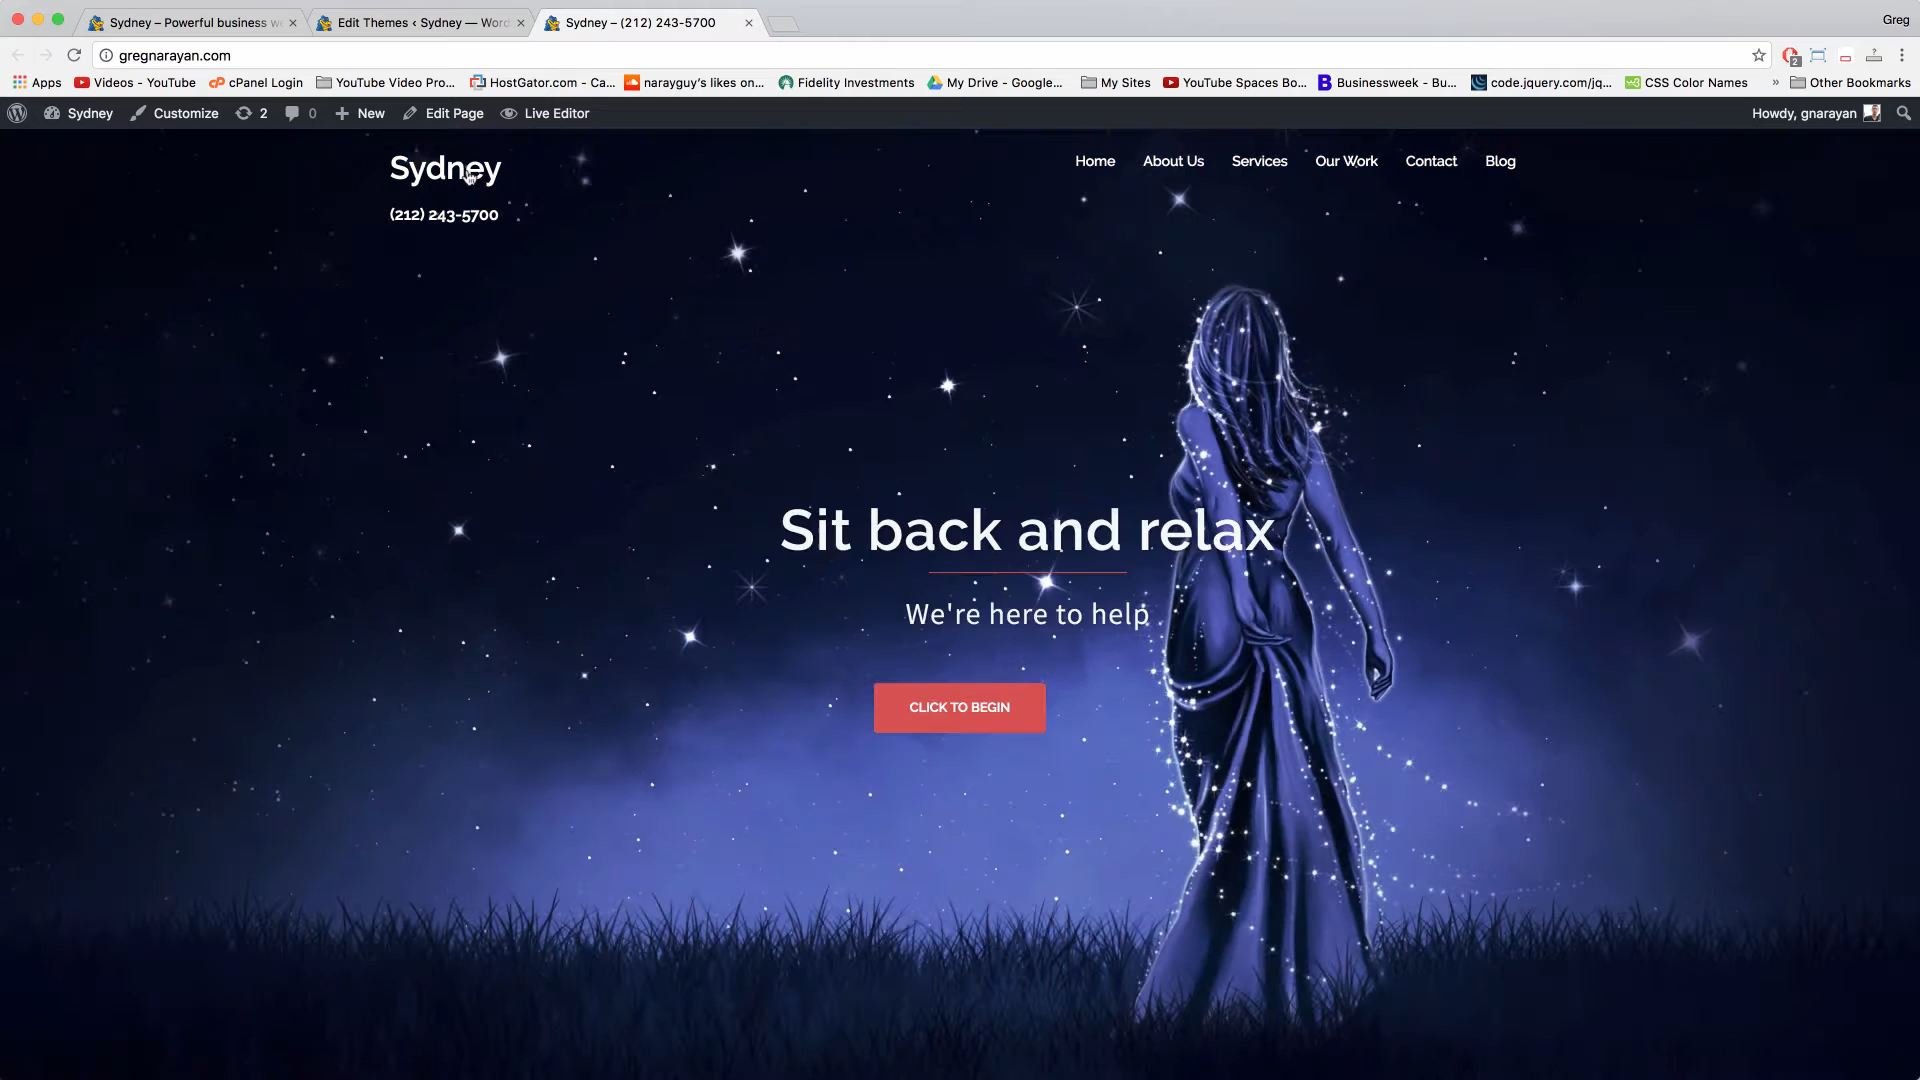 Sydney – Powerful business w
Edit Themes ‹ Sydney — Word
Sydney – (212) 243-5700
Greg
gregnarayan.com
2
Apps
Videos - YouTube
cPanel Login
YouTube Video Pro...
HostGator.com - Ca...
narayguy's likes on...
Fidelity Investments
My Drive - Google...
My Sites
YouTube Spaces Bo...
Businessweek - Bu...
code.jquery.com/jq...
CSS Color Names
»
Other Bookmarks
Sydney
Customize
2
0
New
Edit Page
Live Editor
Howdy, gnarayan
Sydney
(212) 243-5700
Home
About Us
Services
Our Work
Contact
Blog
Sit back and relax
We're here to help
CLICK TO BEGIN